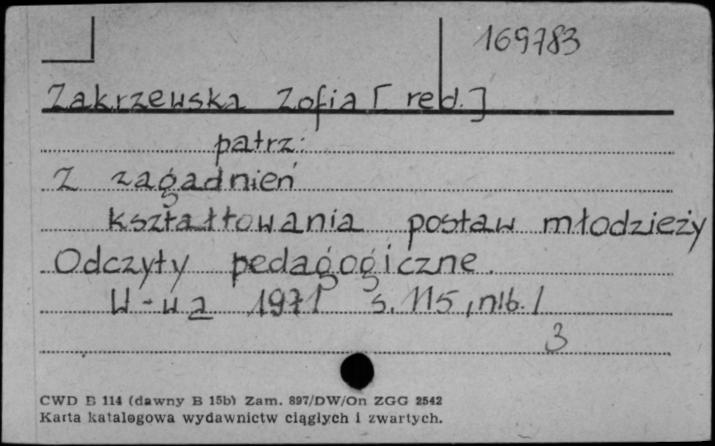 169783
Zakrzewska Zofia [red.]
patrz:
Z zagadnień
kształtowania postaw młodzieży
Odczyty pedagogiczne.
W-wa 1971 s. 115, nlb. 1
3
CWD B 114 (dawny B 15b) Zam. 897/DW/On ZGG 2542
Karta katalogowa wydawnictw ciągłych i zwartych.